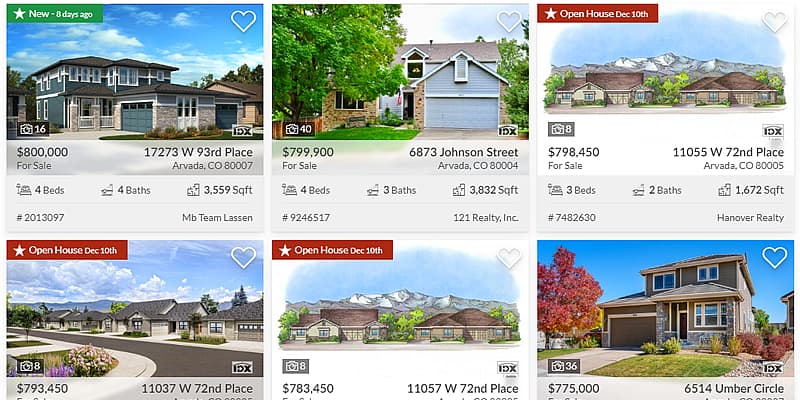 New - 8 days ago
16
IDX
$800,000 17273 W 93rd Place
For Sale Arvada, CO 80007
4 Beds 4 Baths 3,559 Sqft
# 2013097 Mb Team Lassen
40
IDX
$799,900 6873 Johnson Street
For Sale Arvada, CO 80004
4 Beds 3 Baths 3,832 Sqft
# 9246517 121 Realty, Inc.
Open House Dec 10th
8
IDX
$798,450 11055 W 72nd Place
For Sale Arvada, CO 80005
3 Beds 2 Baths 1,672 Sqft
# 7482630 Hanover Realty
Open House Dec 10th
8
IDX
$793,450 11037 W 72nd Place
Open House Dec 10th
8
IDX
$783,450 11057 W 72nd Place
36
IDX
$775,000 6514 Umber Circle